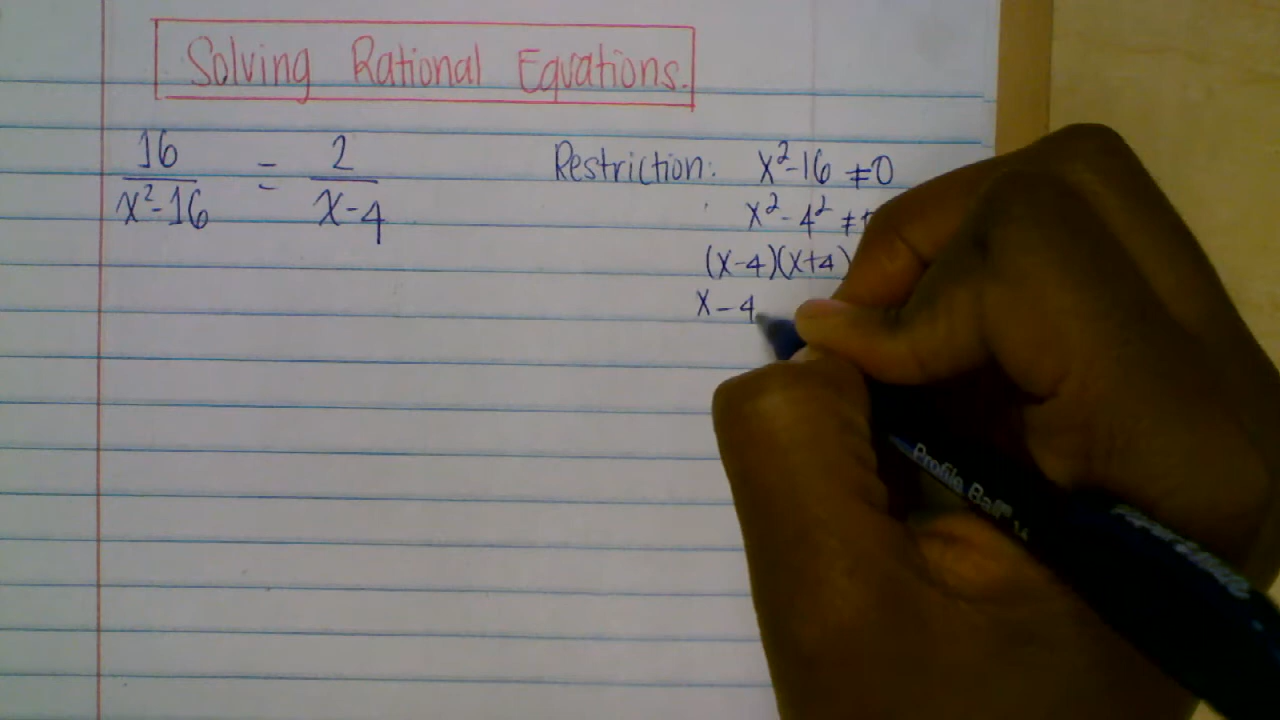 Solving Rational Equations.
16/(x²-16) = 2/(x-4)
Restriction: x²-16 ≠0
x² - 4² ≠
(x-4)(x+4)
x - 4
Profile Ball